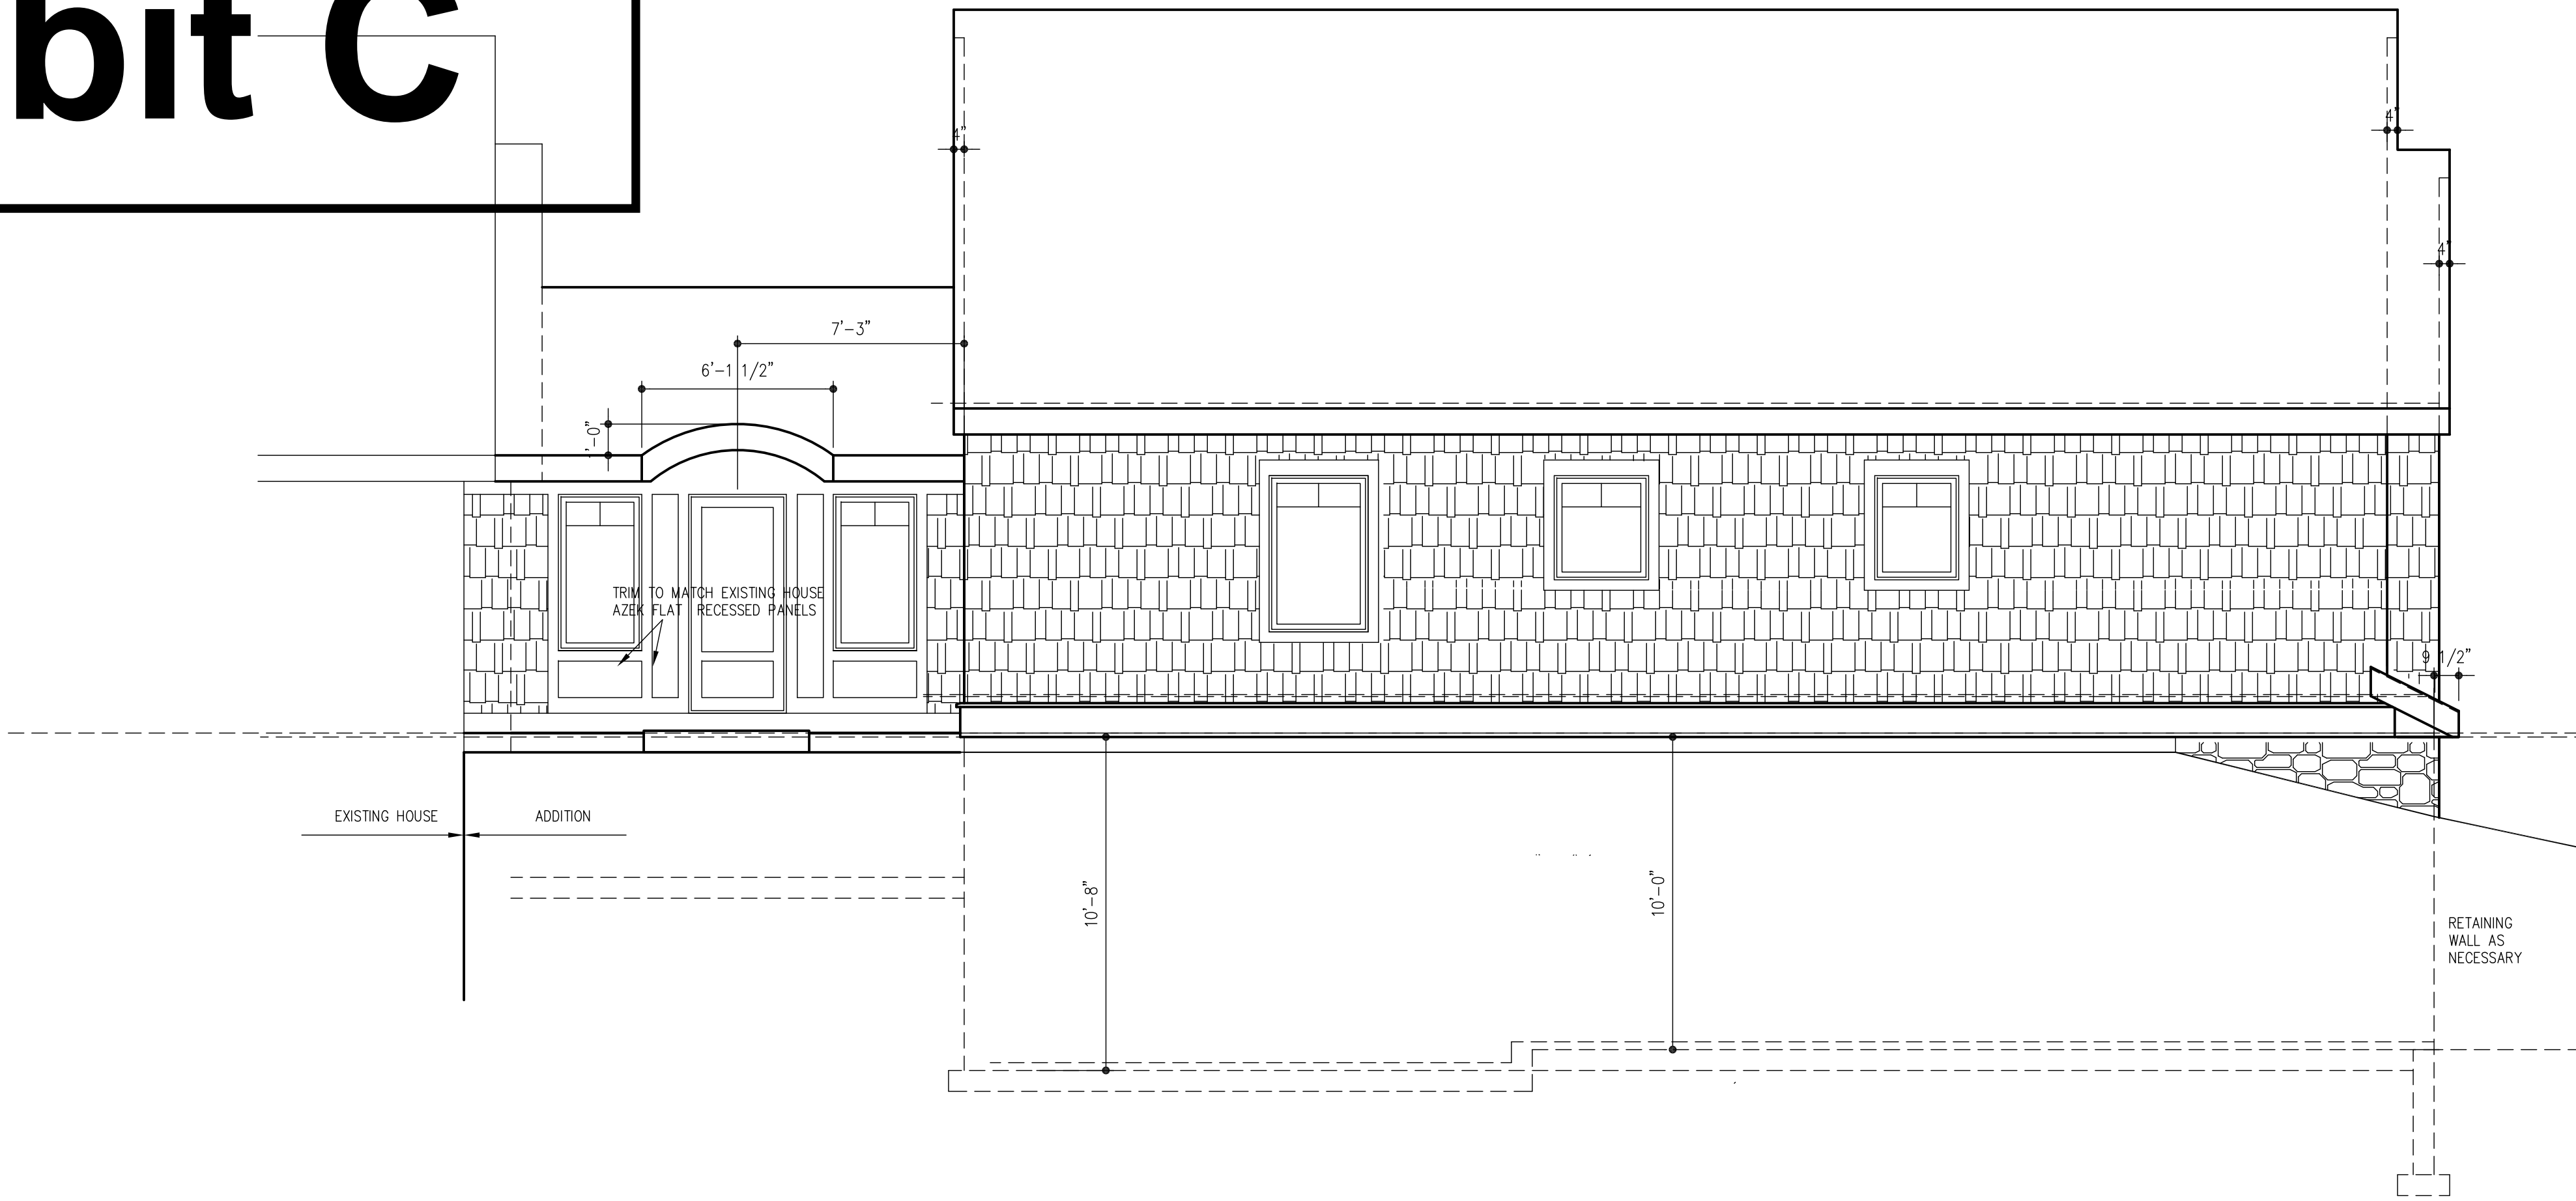 bit C
4"
4"
4"
7'-3"
6'-1 1/2"
'-0"
TRIM TO MATCH EXISTING HOUSE
AZEK FLAT RECESSED PANELS
9 1/2"
EXISTING HOUSE
ADDITION
10'-8"
10'-0"
RETAINING
WALL AS
NECESSARY